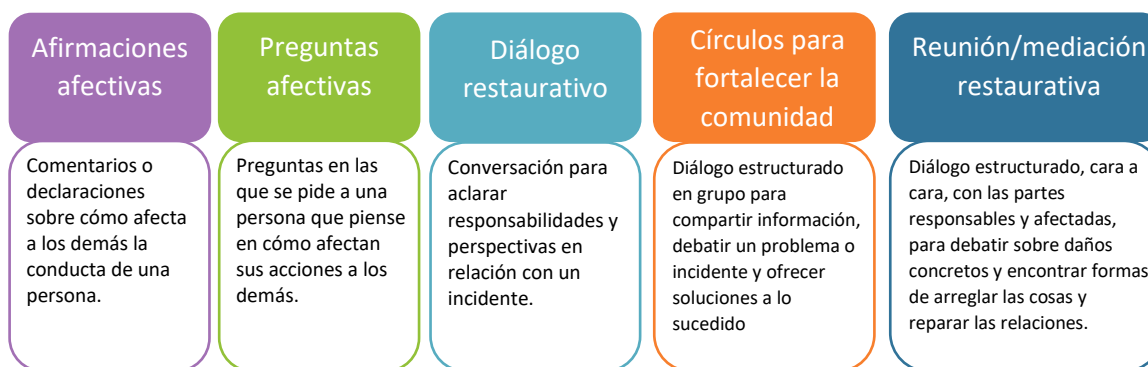 Afirmaciones
afectivas
Comentarios o
declaraciones
sobre cómo afecta
a los demás la
conducta de una
persona.
Preguntas
afectivas
Preguntas en las
que se pide a una
persona que piense
en cómo afectan
sus acciones a los
demás.
Diálogo
restaurativo
Conversación para
aclarar
responsabilidades y
perspectivas en
relación con un
incidente.
Círculos para
fortalecer la
comunidad
Diálogo estructurado
en grupo para
compartir información,
debatir un problema o
incidente y ofrecer
soluciones a lo
sucedido
Reunión/mediación
restaurativa
Diálogo estructurado, cara a
cara, con las partes
responsables y afectadas,
para debatir sobre daños
concretos y encontrar formas
de arreglar las cosas y
reparar las relaciones.